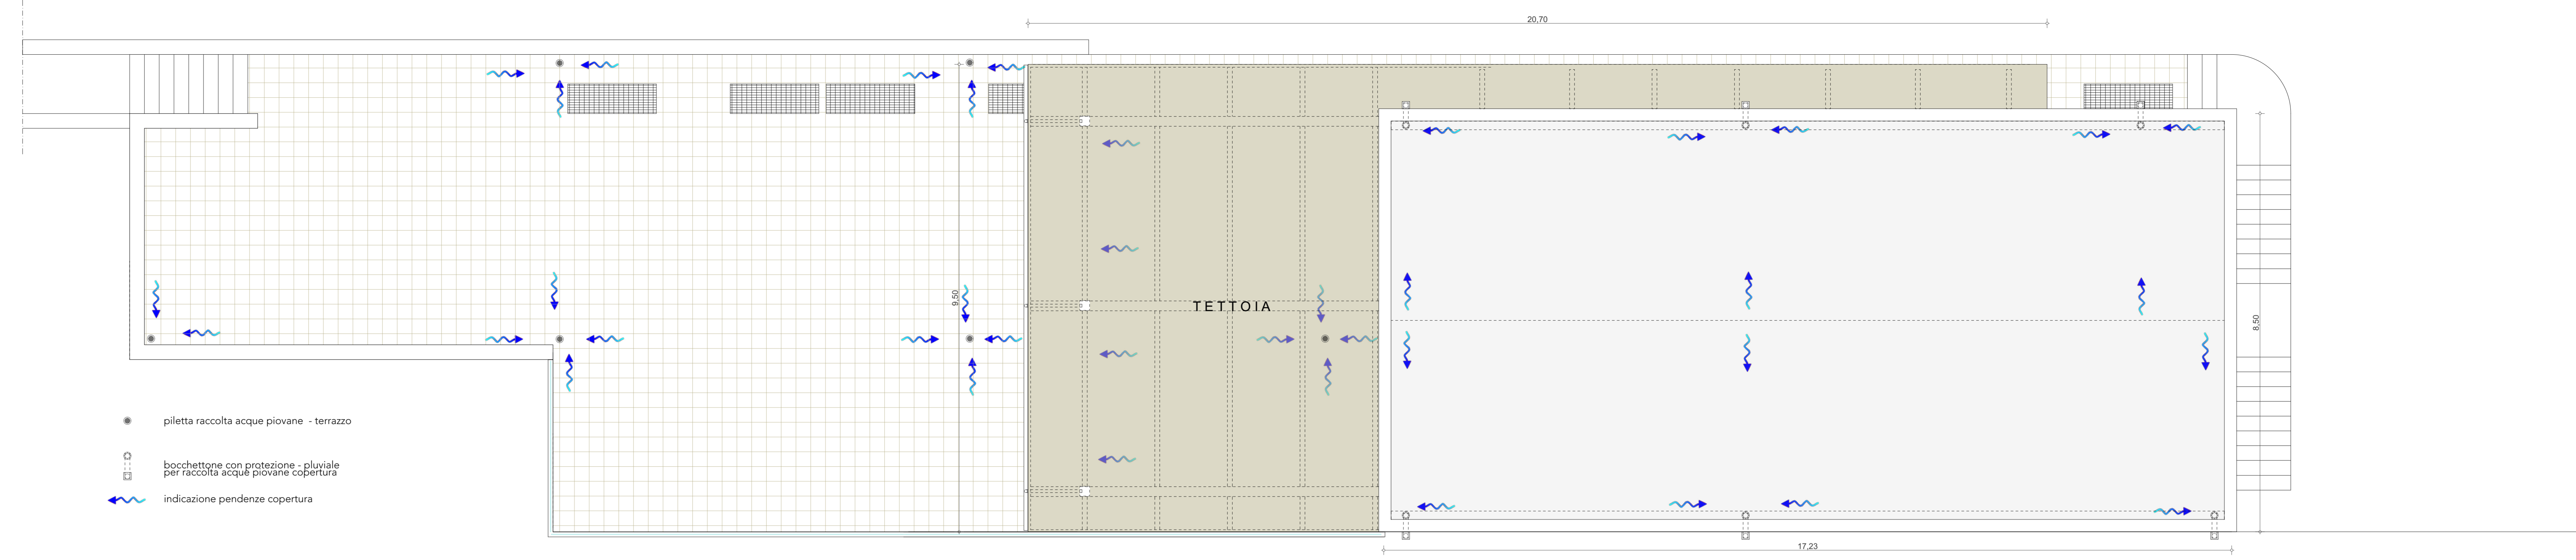 20,70
9,50
TETTOIA
8,50
piletta raccolta acque piovane - terrazzo
bocchettone con protezione - pluviale
per raccolta acque piovane copertura
indicazione pendenze copertura
17,23